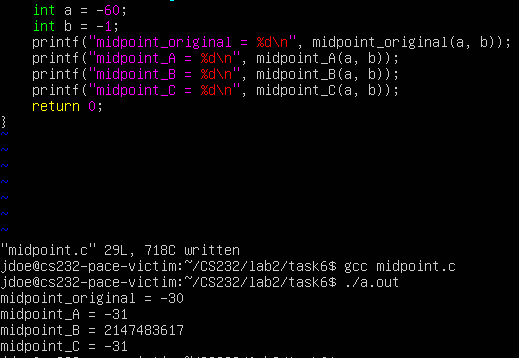 int a = -60;
int b = -1;
printf("midpoint_original = %d\n", midpoint_original(a, b));
printf("midpoint_A = %d\n", midpoint_A(a, b));
printf("midpoint_B = %d\n", midpoint_B(a, b));
printf("midpoint_C = %d\n", midpoint_C(a, b));
return 0;
}
~
~
~
~
~
~
~
"midpoint.c" 29L, 718C written
jdoe@cs232-pace-victim:~/CS232/lab2/task6$ gcc midpoint.c
jdoe@cs232-pace-victim:~/CS232/lab2/task6$ ./a.out
midpoint_original = -30
midpoint_A = -31
midpoint_B = 2147483617
midpoint_C = -31